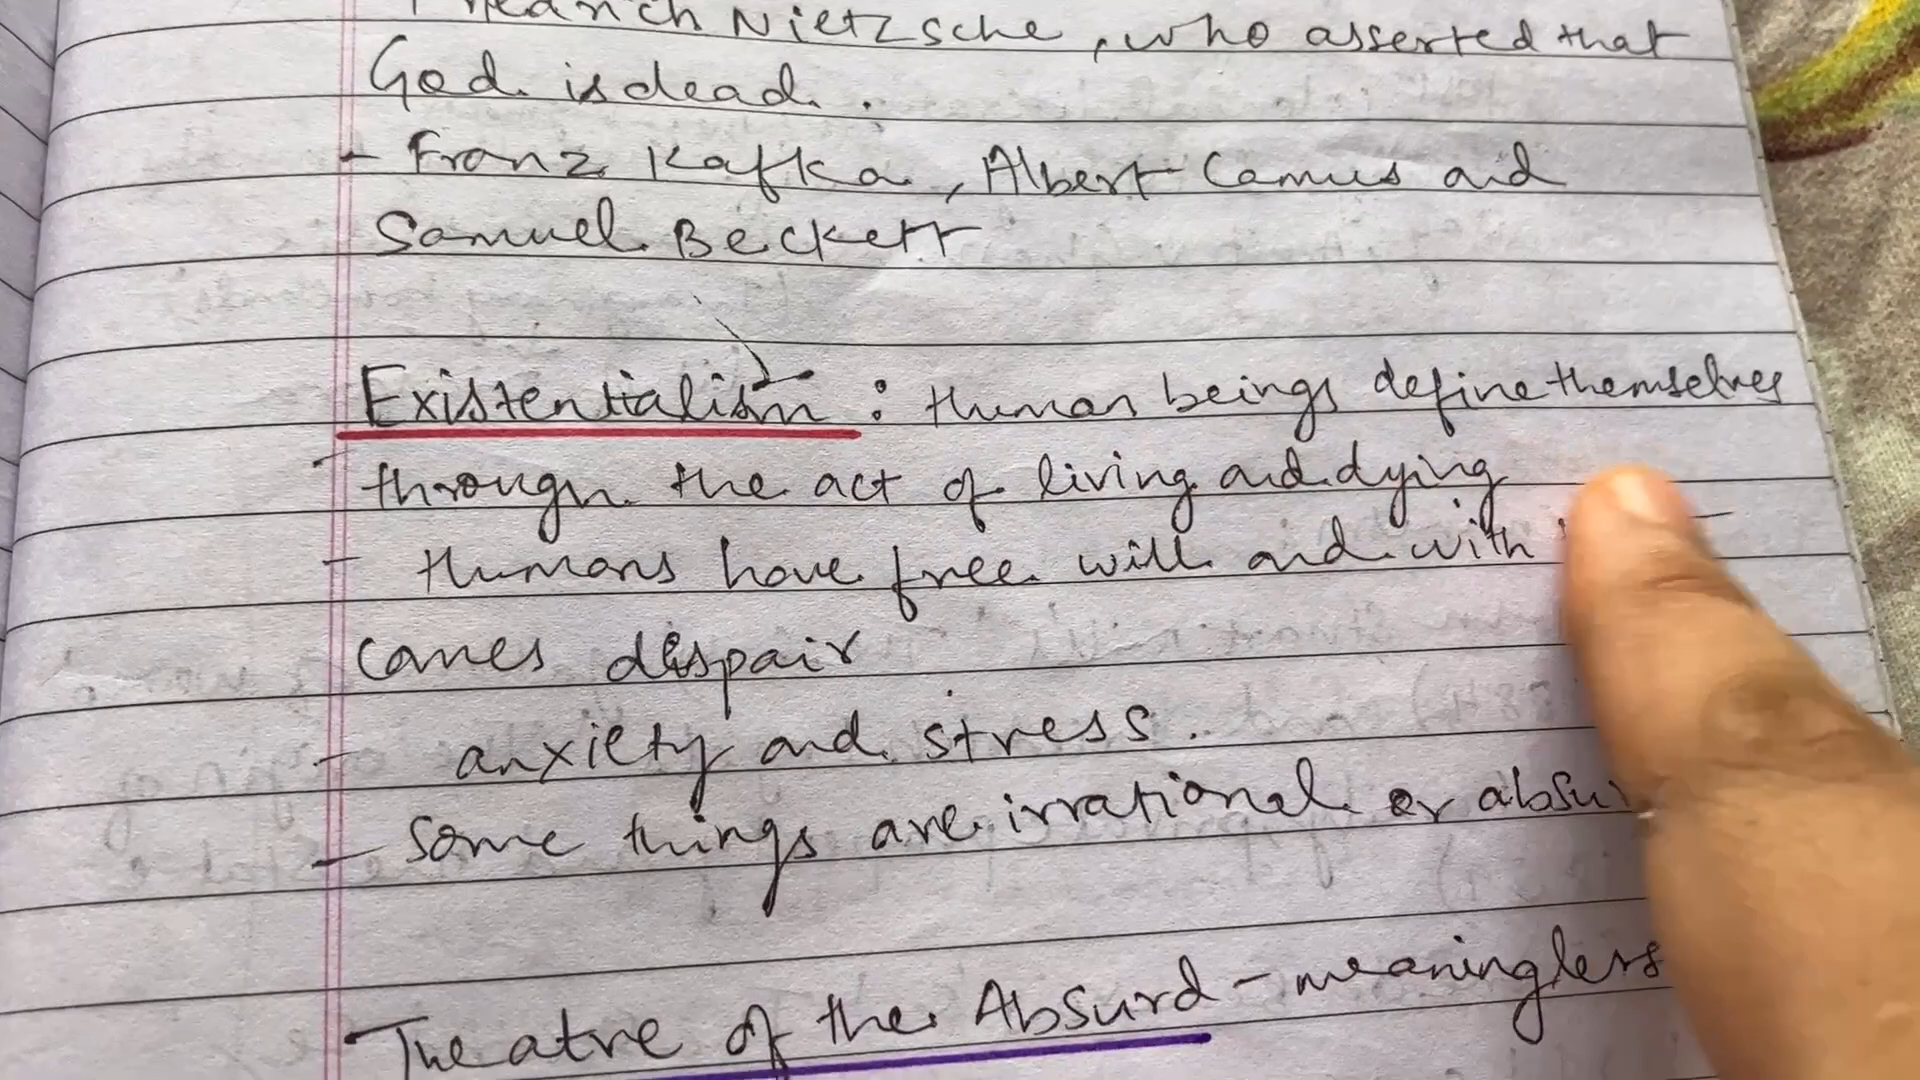 Nietzsche, who asserted that
God is dead.
- Franz Kafka, Albert Camus and
Samuel Beckett
Existentialism: Human beings define themselves
through the act of living and dying
- Humans have free will and with
comes despair
- anxiety and stress.
- Some things are irrational or
Theatre of the Absurd - meaningless